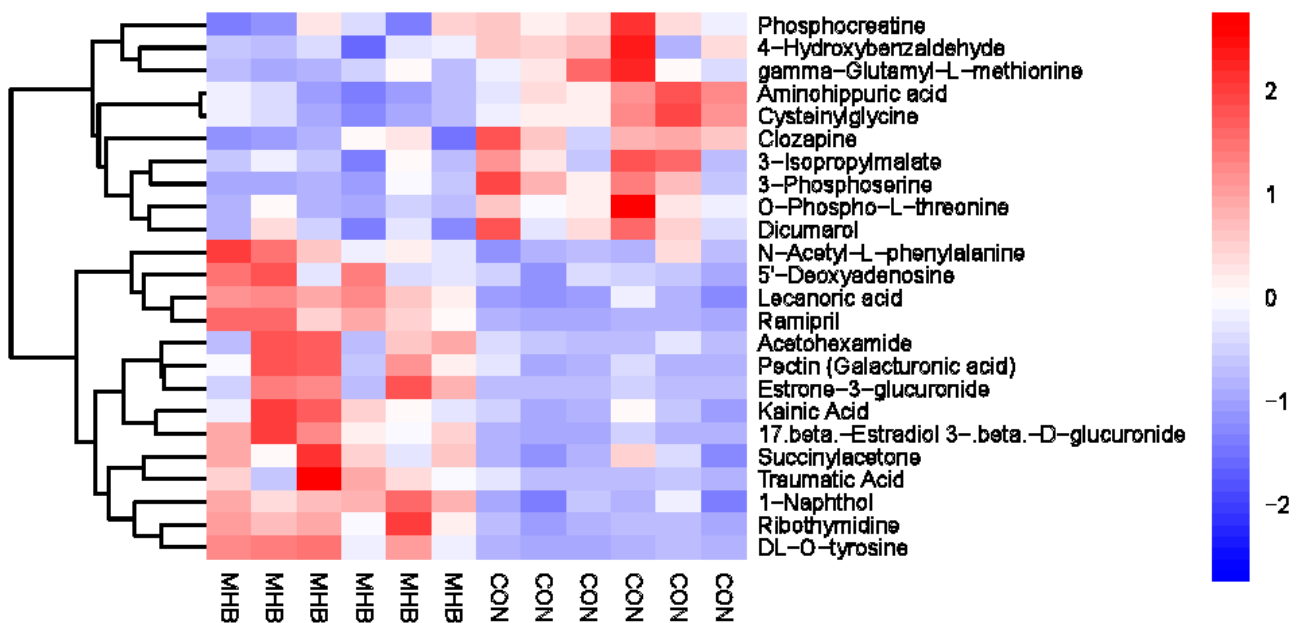 Phosphocreatine
4-Hydroxybenzaldehyde
gamma-Glutamyl-L-methionine
Aminohippuric acid
Cysteinylglycine
Clozapine
3-Isopropylmalate
3-Phosphoserine
O-Phospho-L-threonine
Dicumarol
N-Acetyl-L-phenylalanine
5'-Deoxyadenosine
Lecanoric acid
Ramipril
Acetohexamide
Pectin (Galacturonic acid)
Estrone-3-glucuronide
Kainic Acid
17.beta.-Estradiol 3-.beta.-D-glucuronide
Succinylacetone
Traumatic Acid
1-Naphthol
Ribothymidine
DL-O-tyrosine
2
1
0
-1
-2
MHB
MHB
MHB
MHB
MHB
MHB
CON
CON
CON
CON
CON
CON